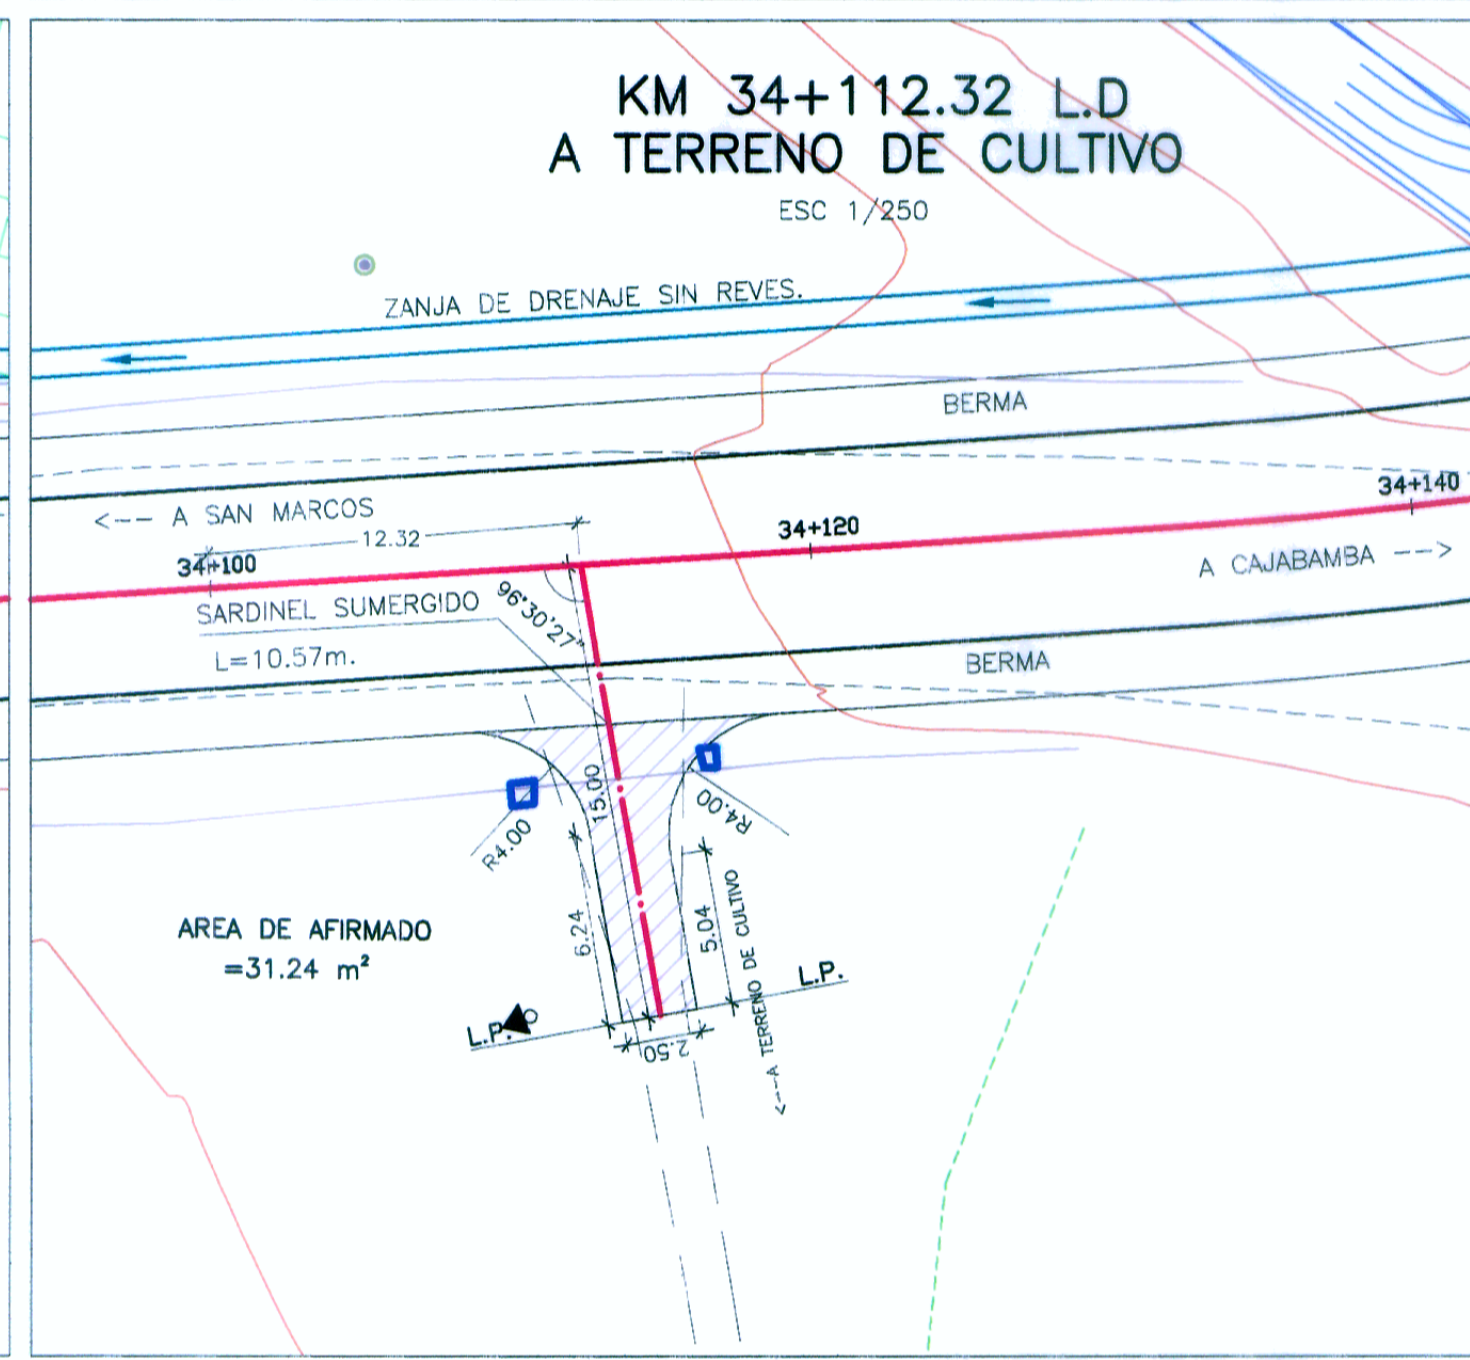 KM 34+112.32 L.D
A TERRENO DE CULTIVO
ESC 1/250
ZANJA DE DRENAJE SIN REVES.
BERMA
<-- A SAN MARCOS
12.32
34+100
34+120
34+140
A CAJABAMBA -->
SARDINEL SUMERGIDO
L=10.57m.
96°30'27"
BERMA
15.00
R4.00
R4.00
6.24
5.04
<---A TERRENO DE CULTIVO
AREA DE AFIRMADO
=31.24 m²
L.P.
L.P.
2.50